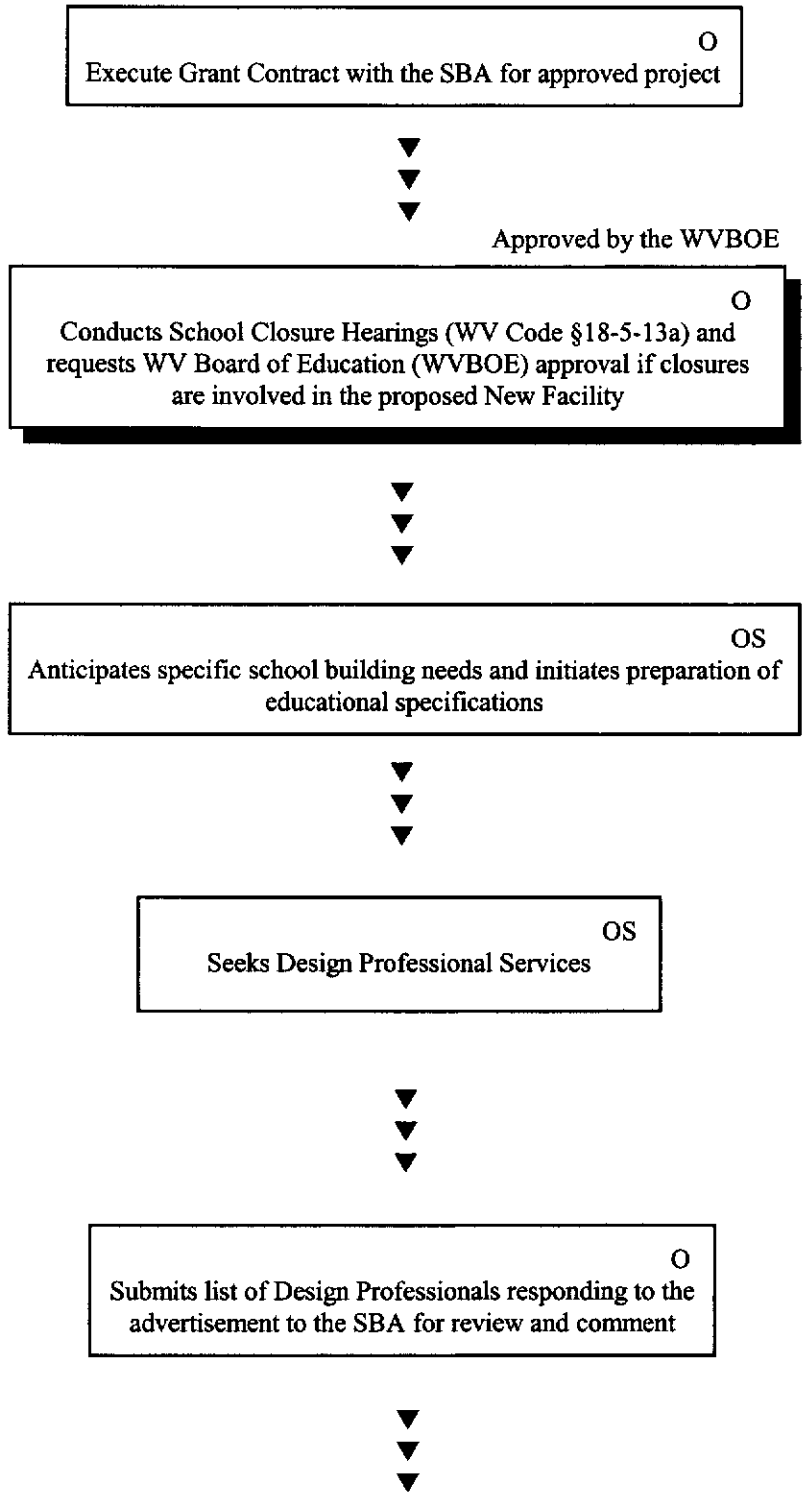 O
Execute Grant Contract with the SBA for approved project
Approved by the WVBOE
O
Conducts School Closure Hearings (WV Code §18-5-13a) and
requests WV Board of Education (WVBOE) approval if closures
are involved in the proposed New Facility
OS
Anticipates specific school building needs and initiates preparation of
educational specifications
OS
Seeks Design Professional Services
O
Submits list of Design Professionals responding to the
advertisement to the SBA for review and comment